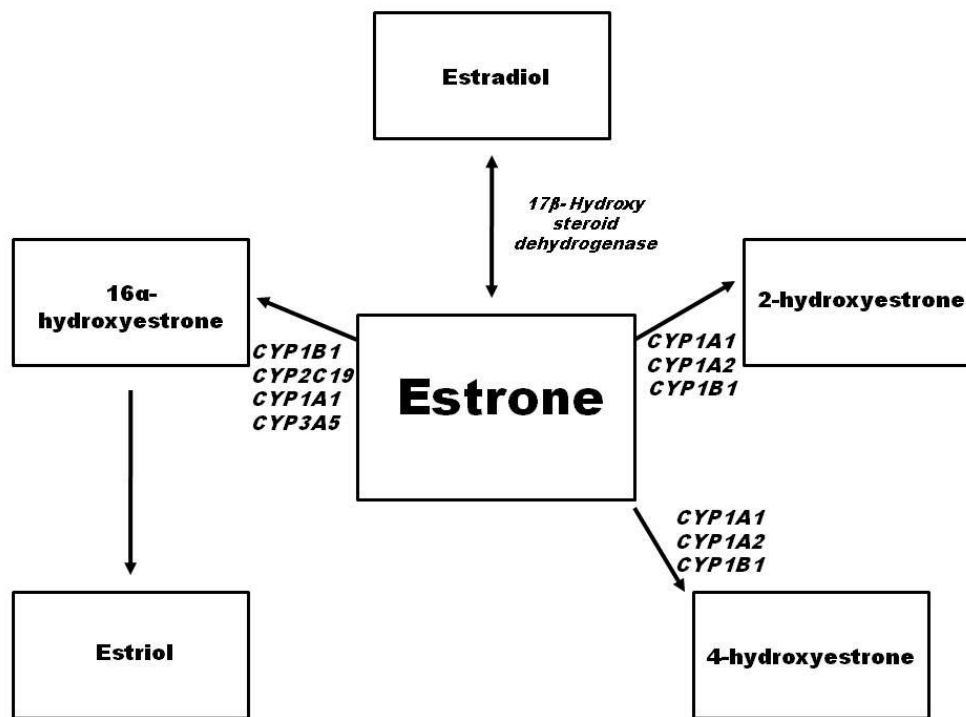 Estradiol
17β- Hydroxy
steroid
dehydrogenase
16α-
hydroxyestrone
2-hydroxyestrone
CYP1B1
CYP2C19
CYP1A1
CYP3A5
Estrone
CYP1A1
CYP1A2
CYP1B1
CYP1A1
CYP1A2
CYP1B1
Estriol
4-hydroxyestrone